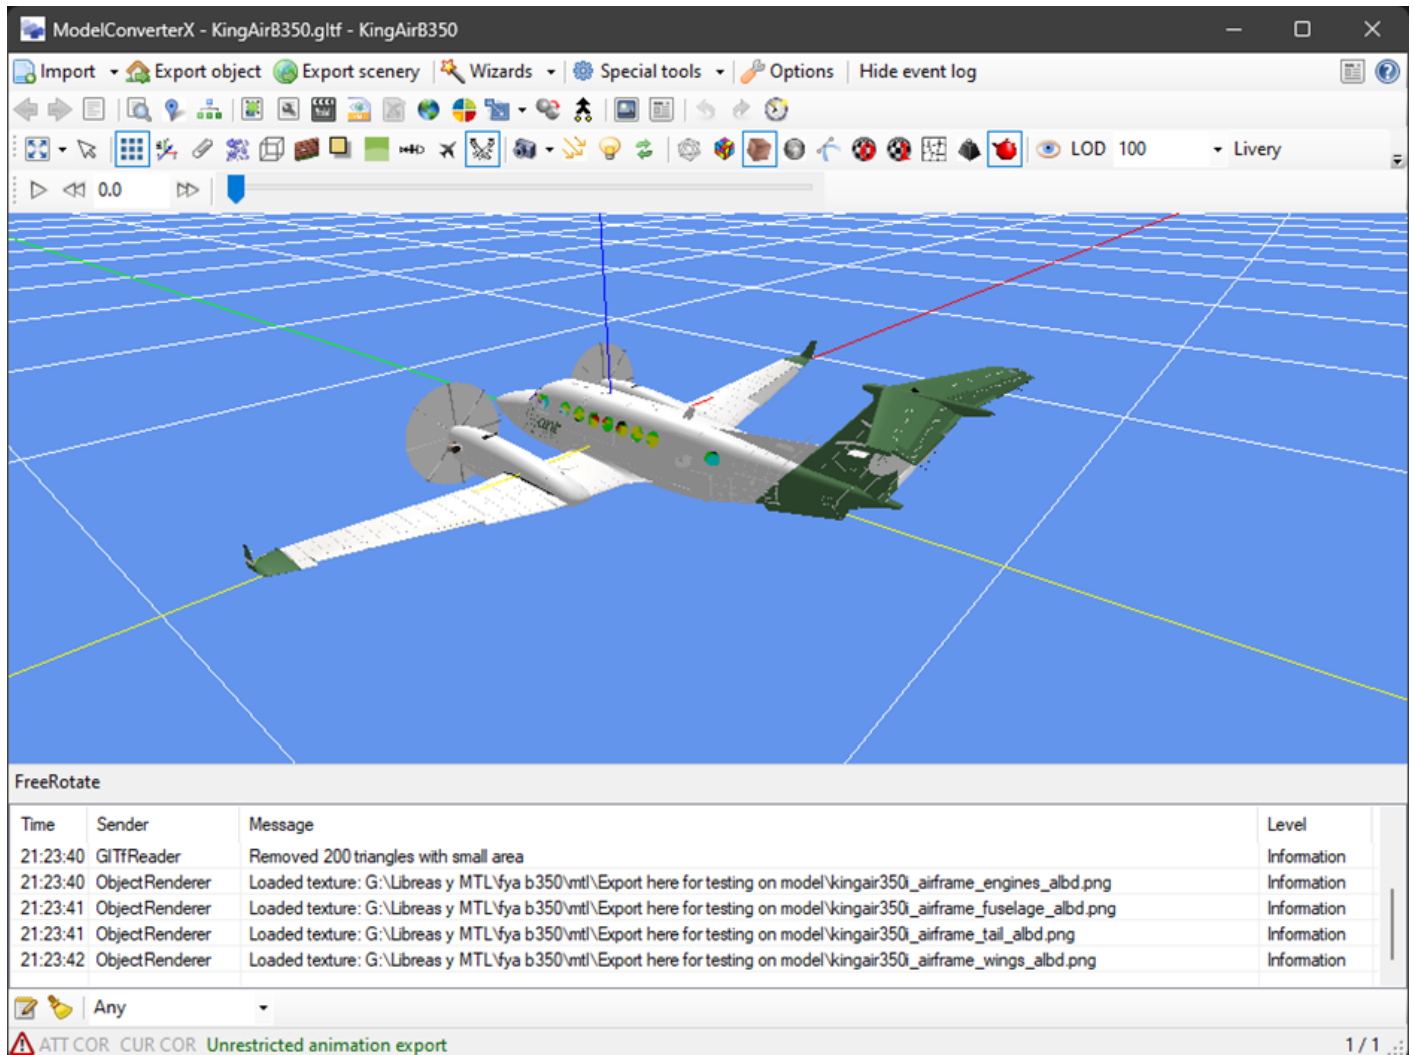 ModelConverterX - KingAirB350.gltf - KingAirB350
Import Export object Export scenery Wizards Special tools Options Hide event log
LOD 100 Livery
0.0
FreeRotate
Time Sender Message Level
21:23:40 GlTfReader Removed 200 triangles with small area Information
21:23:40 ObjectRenderer Loaded texture: G:\Libreas y MTL\fya b350\mtl\Export here for testing on model\kingair350i_airframe_engines_albd.png Information
21:23:41 ObjectRenderer Loaded texture: G:\Libreas y MTL\fya b350\mtl\Export here for testing on model\kingair350i_airframe_fuselage_albd.png Information
21:23:41 ObjectRenderer Loaded texture: G:\Libreas y MTL\fya b350\mtl\Export here for testing on model\kingair350i_airframe_tail_albd.png Information
21:23:42 ObjectRenderer Loaded texture: G:\Libreas y MTL\fya b350\mtl\Export here for testing on model\kingair350i_airframe_wings_albd.png Information
Any
ATT COR CUR COR Unrestricted animation export 1 / 1